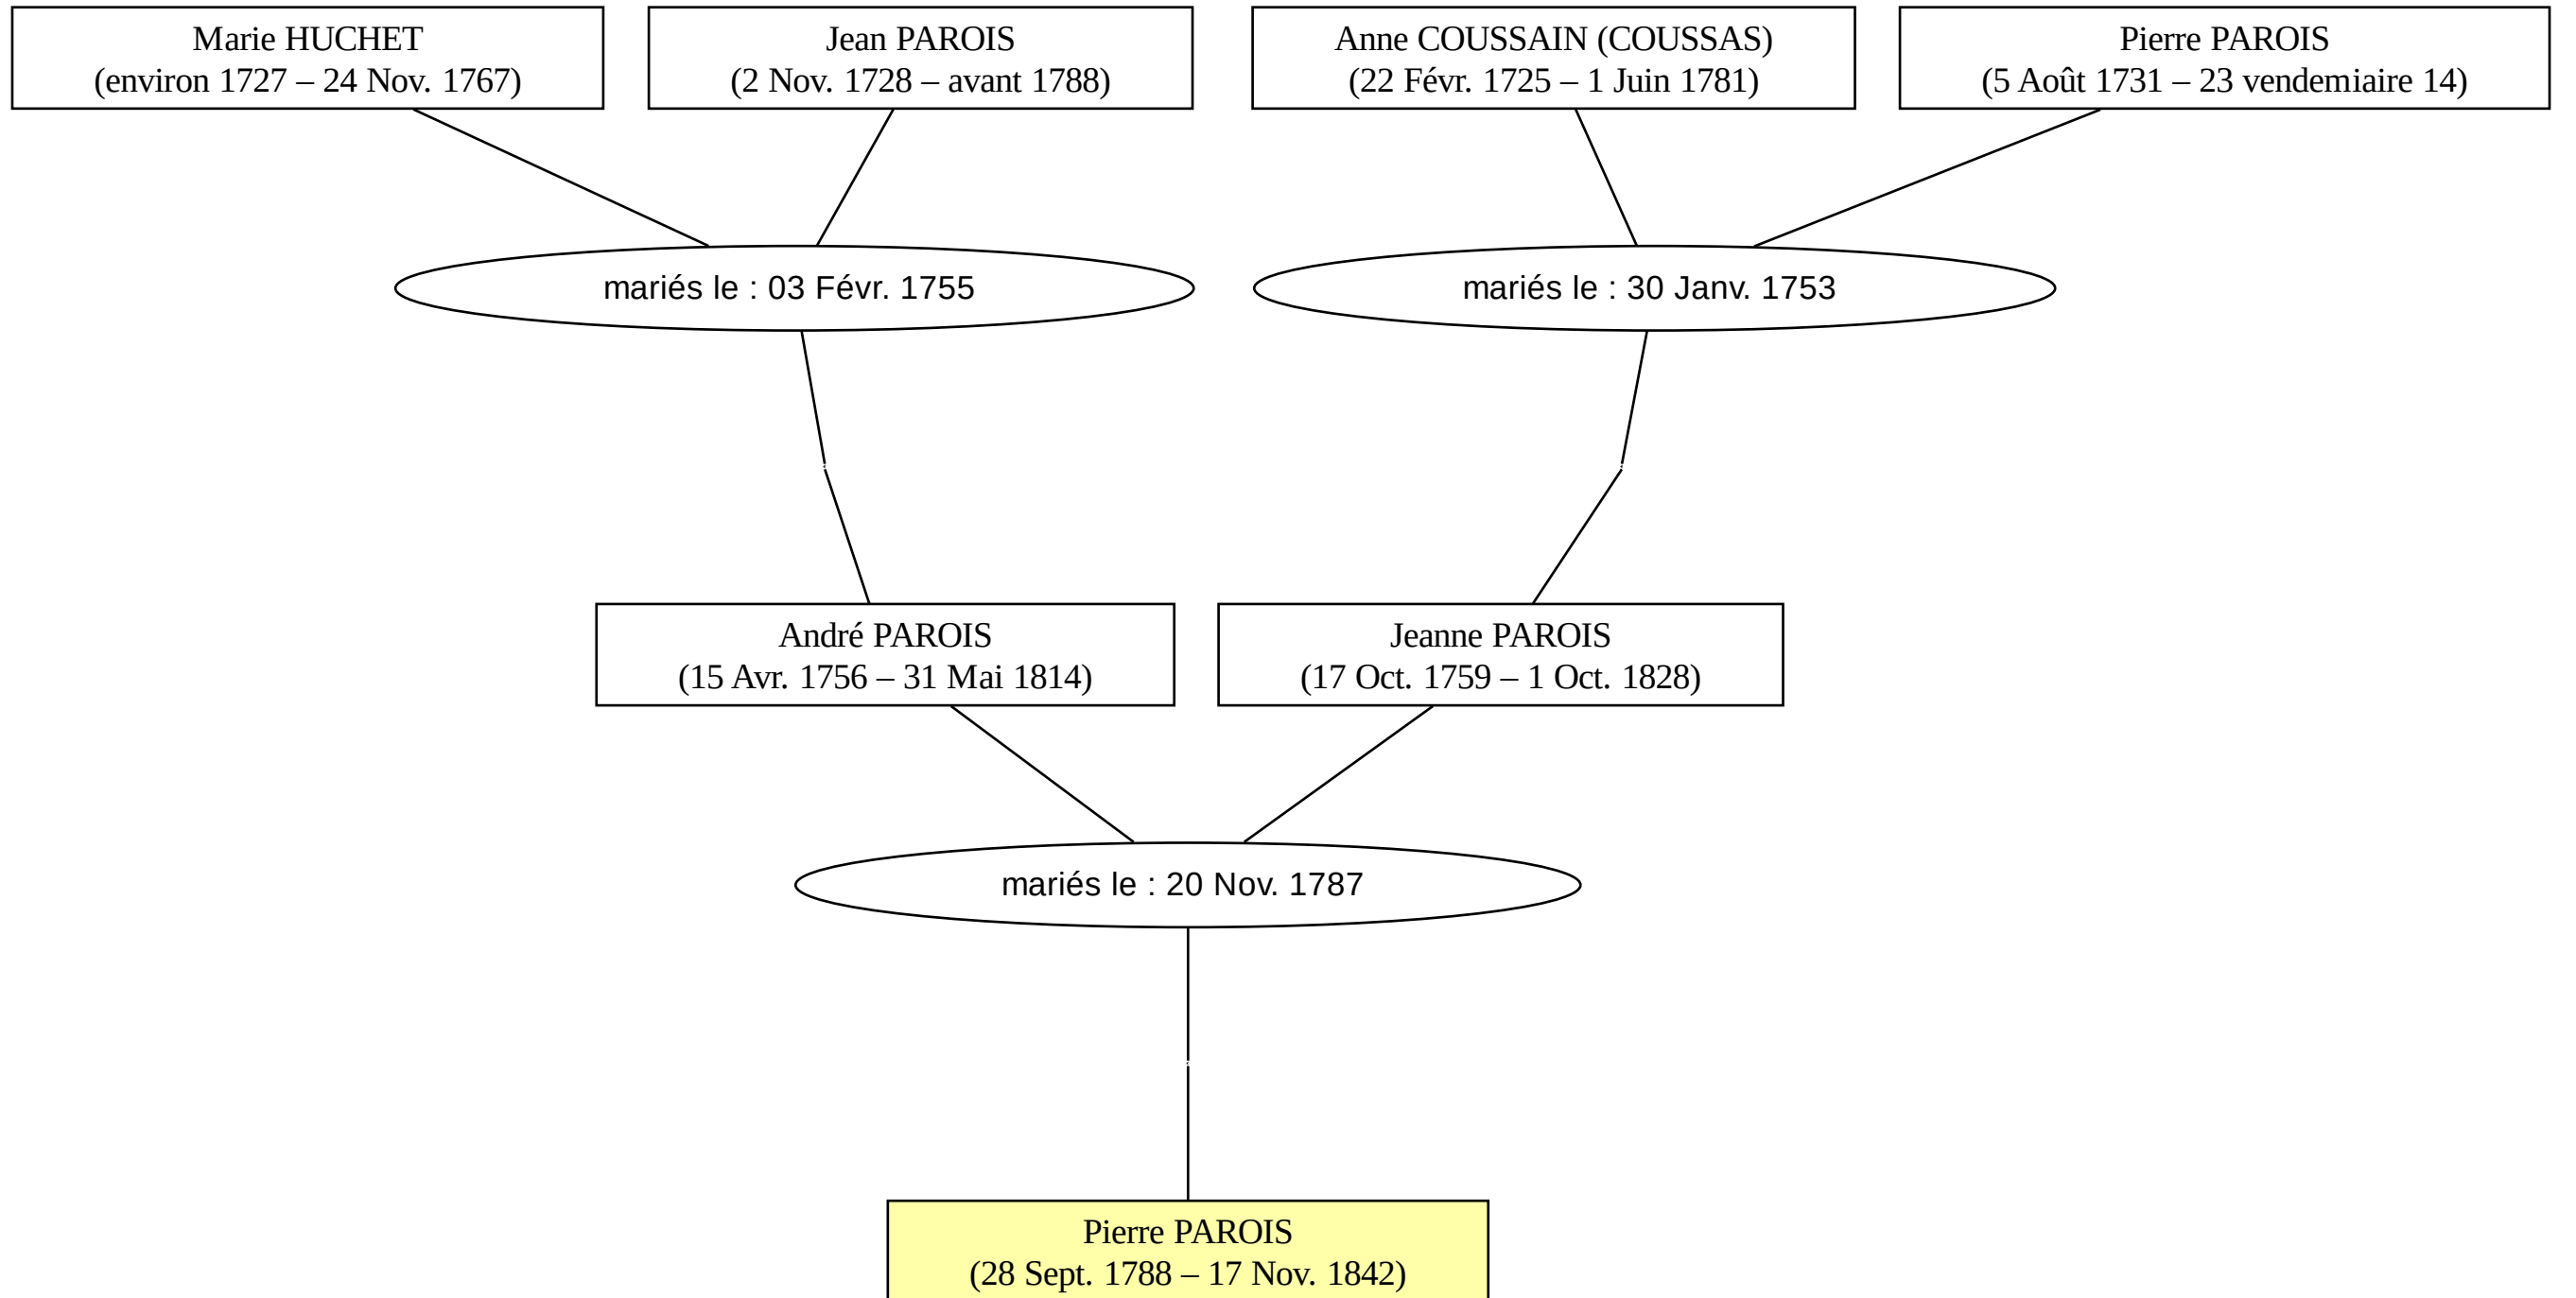 Marie HUCHET
(environ 1727 – 24 Nov. 1767)
Jean PAROIS
(2 Nov. 1728 – avant 1788)
Anne COUSSAIN (COUSSAS)
(22 Févr. 1725 – 1 Juin 1781)
Pierre PAROIS
(5 Août 1731 – 23 vendemiaire 14)
mariés le : 03 Févr. 1755
mariés le : 30 Janv. 1753
André PAROIS
(15 Avr. 1756 – 31 Mai 1814)
Jeanne PAROIS
(17 Oct. 1759 – 1 Oct. 1828)
mariés le : 20 Nov. 1787
Pierre PAROIS
(28 Sept. 1788 – 17 Nov. 1842)